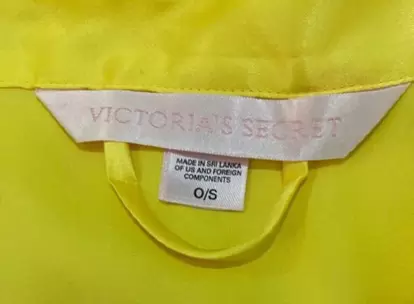 VICTORIA'S SECRET
MADE IN SRI LANKA
OF US AND FOREIGN
COMPONENTS
O/S